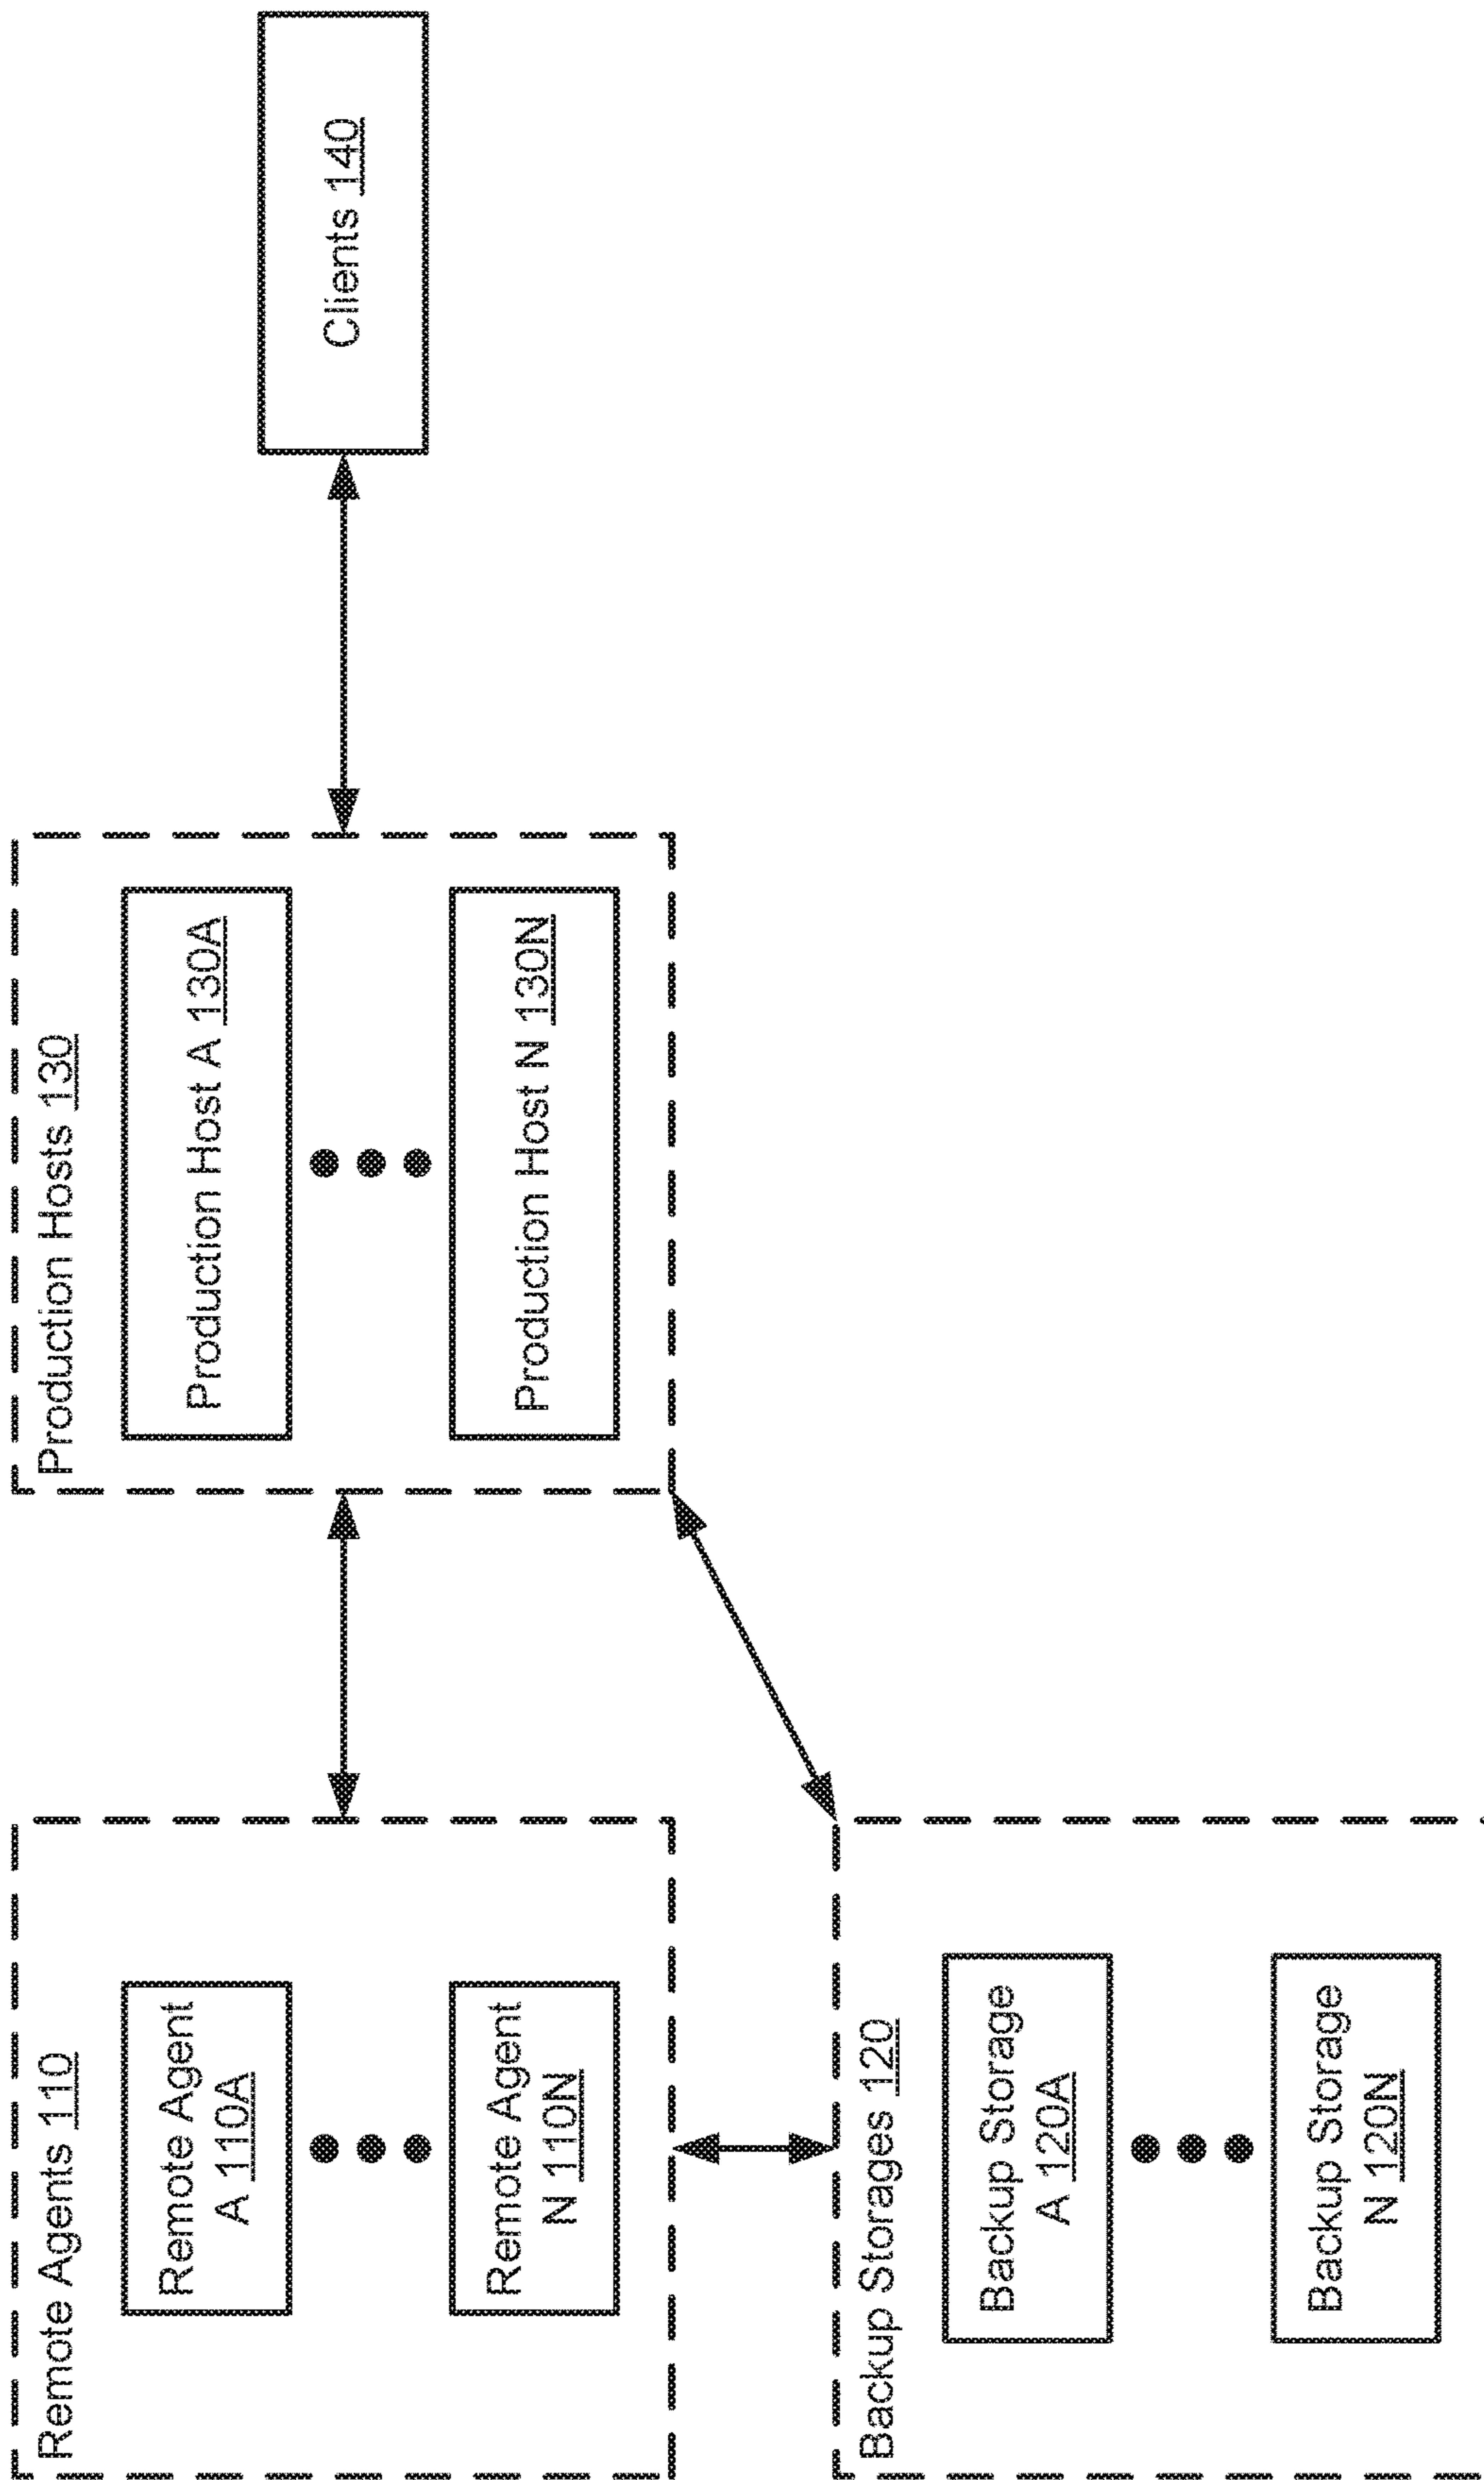 Remote Agents 110
Remote Agent
A 110A
Remote Agent
N 110N
Production Hosts 130
Production Host A 130A
Production Host N 130N
Clients 140
Backup Storages 120
Backup Storage
A 120A
Backup Storage
N 120N